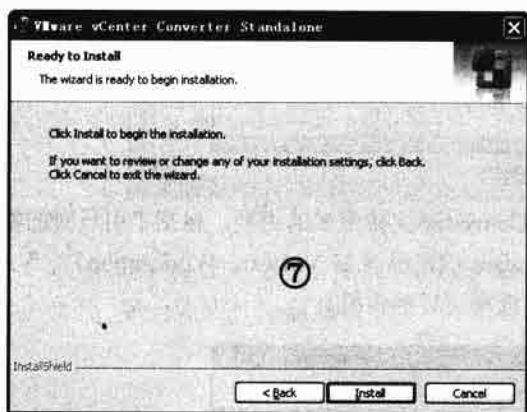 VMware vCenter Converter Standalone
Ready to Install
The wizard is ready to begin installation.
Click Install to begin the installation.
If you want to review or change any of your installation settings, click Back.
Click Cancel to exit the wizard.
⑦
InstallShield
< Back
Install
Cancel